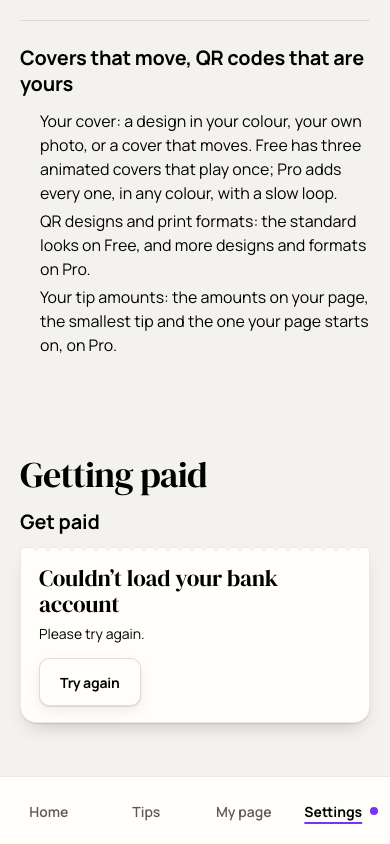 Covers that move, QR codes that are
yours
Your cover: a design in your colour, your own
photo, or a cover that moves. Free has three
animated covers that play once; Pro adds
every one, in any colour, with a slow loop.
QR designs and print formats: the standard
looks on Free, and more designs and formats
on Pro.
Your tip amounts: the amounts on your page,
the smallest tip and the one your page starts
on, on Pro.
Getting paid
Get paid
Couldn’t load your bank
account
Please try again.
Try again
Home
Tips
My page
Settings